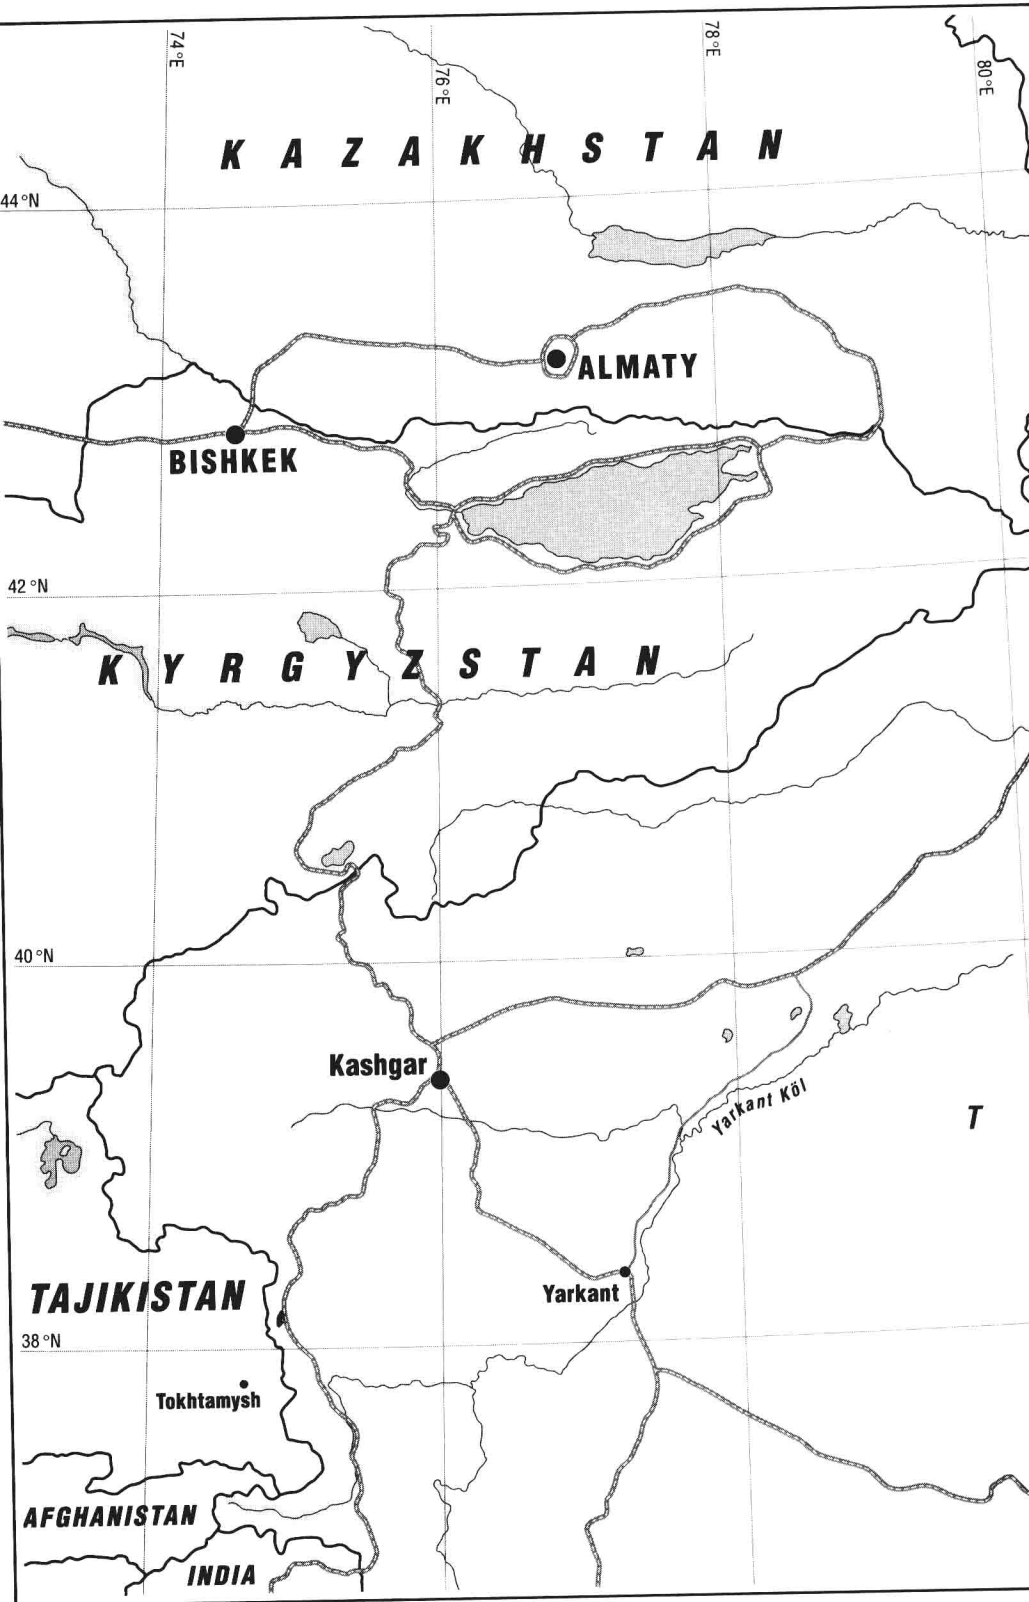 74°E
76°E
78°E
80°E
KAZAKHSTAN
44°N
ALMATY
BISHKEK
42°N
KYRGYZSTAN
40°N
Kashgar
Yarkant Köl
T
TAJIKISTAN
Yarkant
38°N
Tokhtamysh
AFGHANISTAN
INDIA